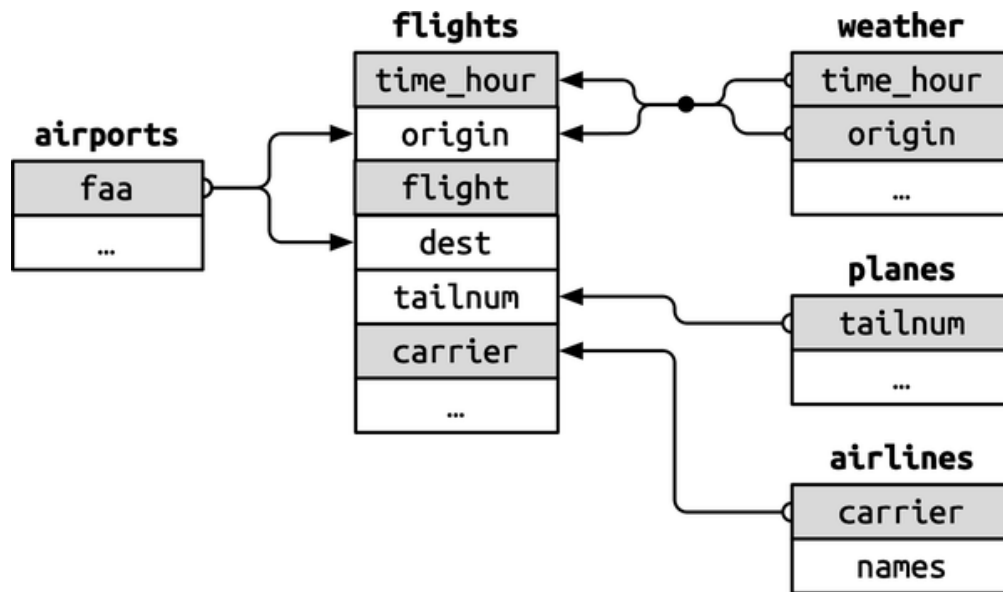 airports
faa
…
flights
time_hour
origin
flight
dest
tailnum
carrier
…
weather
time_hour
origin
…
planes
tailnum
…
airlines
carrier
names